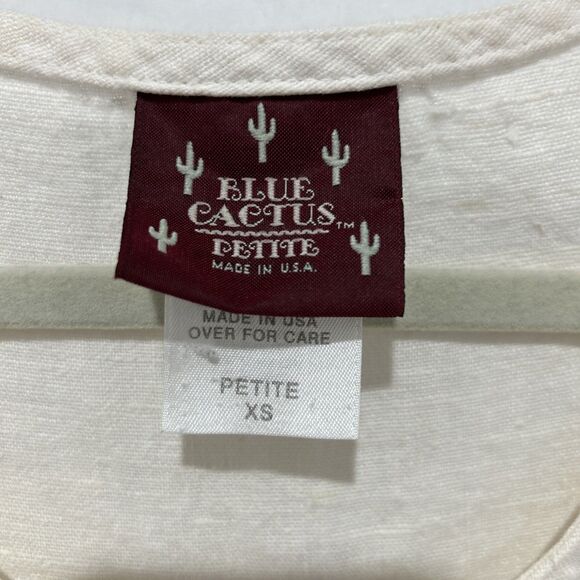 BLUE
CACTUS™
PETITE
MADE IN U.S.A.
MADE IN USA
OVER FOR CARE
PETITE
XS